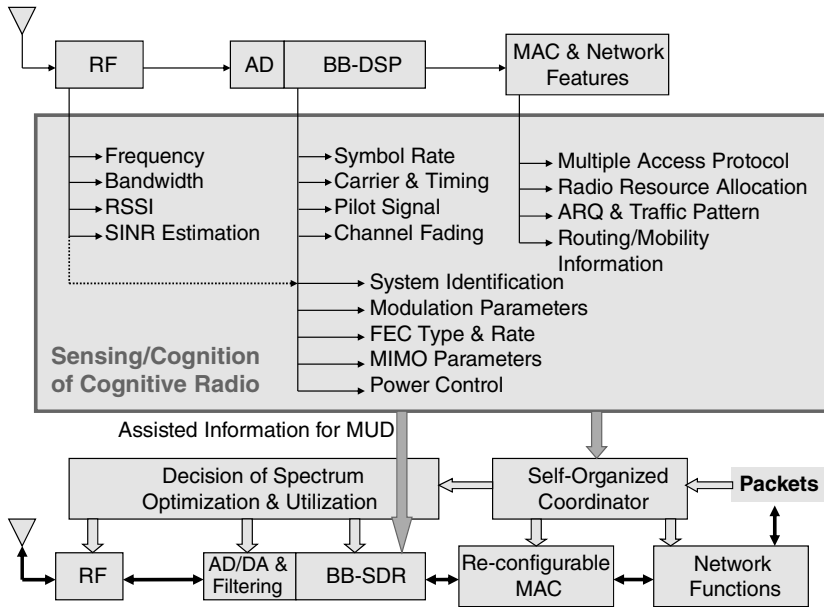 RF
AD
BB-DSP
MAC & Network
Features
Frequency
Bandwidth
RSSI
SINR Estimation
Symbol Rate
Carrier & Timing
Pilot Signal
Channel Fading
Multiple Access Protocol
Radio Resource Allocation
ARQ & Traffic Pattern
Routing/Mobility
Information
System Identification
Modulation Parameters
FEC Type & Rate
MIMO Parameters
Power Control
Sensing/Cognition
of Cognitive Radio
Assisted Information for MUD
Decision of Spectrum
Optimization & Utilization
Self-Organized
Coordinator
Packets
RF
AD/DA &
Filtering
BB-SDR
Re-configurable
MAC
Network
Functions